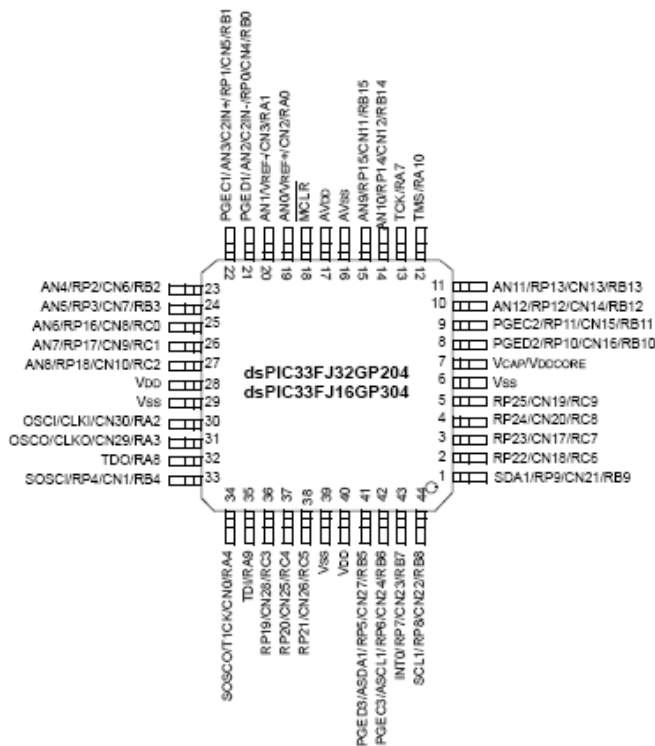 PGEC1/AN3/C2IN+/RP1/CN5/RB1
PGED1/AN2/C2IN-/RP0/CN4/RB0
AN1/VREF-/CN3/RA1
AN0/VREF+/CN2/RA0
MCLR
AVDD
AVSS
AN9/RP15/CN11/RB15
AN10/RP14/CN12/RB14
TCK/RA7
TMS/RA10
22 21 20 19 18 17 16 15 14 13 12
AN4/RP2/CN6/RB2 23
AN5/RP3/CN7/RB3 24
AN6/RP16/CN8/RC0 25
AN7/RP17/CN9/RC1 26
AN8/RP18/CN10/RC2 27
VDD 28
VSS 29
OSCI/CLKI/CN30/RA2 30
OSCO/CLKO/CN29/RA3 31
TDO/RA8 32
SOSCI/RP4/CN1/RB4 33
dsPIC33FJ32GP204
dsPIC33FJ16GP304
11 AN11/RP13/CN13/RB13
10 AN12/RP12/CN14/RB12
9 PGEC2/RP11/CN15/RB11
8 PGED2/RP10/CN16/RB10
7 VCAP/VDDCORE
6 VSS
5 RP25/CN19/RC9
4 RP24/CN20/RC8
3 RP23/CN17/RC7
2 RP22/CN18/RC6
1 SDA1/RP9/CN21/RB9
34 35 36 37 38 39 40 41 42 43 44
SOSCO/T1CK/CN0/RA4
TDI/RA9
RP19/CN28/RC3
RP20/CN25/RC4
RP21/CN26/RC5
VSS
VDD
PGED3/ASDA1/RP5/CN27/RB5
PGEC3/ASCL1/RP6/CN24/RB6
INT0/RP7/CN23/RB7
SCL1/RP8/CN22/RB8